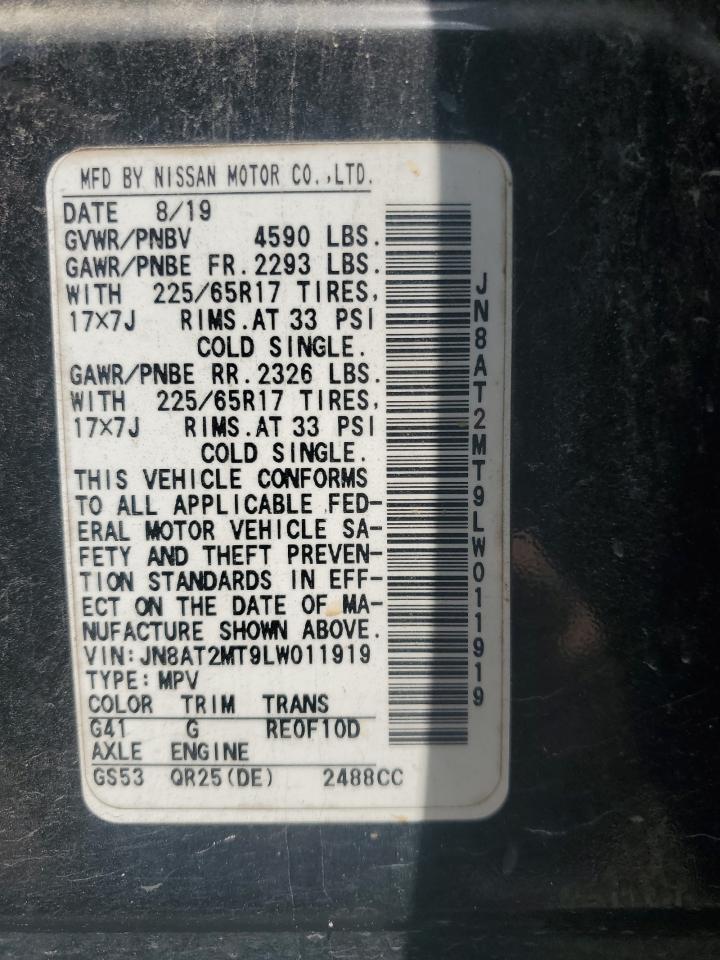 MFD BY NISSAN MOTOR CO.,LTD.
DATE 8/19
GVWR/PNBV 4590 LBS.
GAWR/PNBE FR.2293 LBS.
WITH 225/65R17 TIRES,
17×7J RIMS.AT 33 PSI
COLD SINGLE.
GAWR/PNBE RR.2326 LBS.
WITH 225/65R17 TIRES,
17×7J RIMS.AT 33 PSI
COLD SINGLE.
THIS VEHICLE CONFORMS
TO ALL APPLICABLE FED-
ERAL MOTOR VEHICLE SA-
FETY AND THEFT PREVEN-
TION STANDARDS IN EFF-
ECT ON THE DATE OF MA-
NUFACTURE SHOWN ABOVE.
VIN:JN8AT2MT9LW011919
TYPE:MPV
COLOR TRIM TRANS
G41 G RE0F10D
AXLE ENGINE
GS53 QR25(DE) 2488CC
JN8AT2MT9LW011919